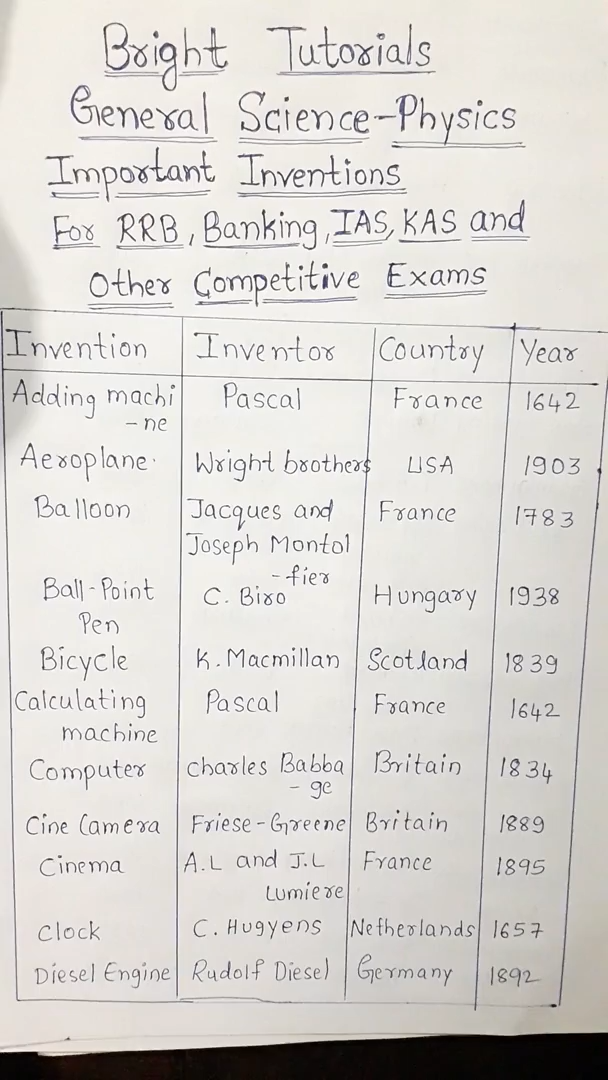 Bright Tutorials
General Science-Physics
Important Inventions
For RRB, Banking, IAS, KAS and
Other Competitive Exams
Invention Inventor Country Year
Adding machi Pascal France 1642
-ne
Aeroplane Wright brothers USA 1903
Balloon Jacques and France 1783
Joseph Montol
-fier
Ball-Point C. Biro Hungary 1938
Pen
Bicycle K. Macmillan Scotland 1839
Calculating Pascal France 1642
machine
Computer Charles Babba Britain 1834
-ge
Cine Camera Friese-Greene Britain 1889
Cinema A.L and J.L France 1895
Lumiere
Clock C. Hugyens Netherlands 1657
Diesel Engine Rudolf Diesel Germany 1892